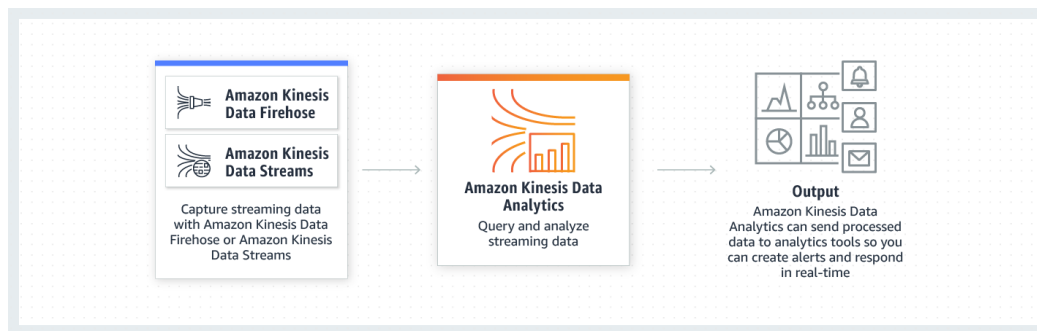 Amazon Kinesis
Data Firehose
Amazon Kinesis
Data Streams
Capture streaming data
with Amazon Kinesis Data
Firehose or Amazon Kinesis
Data Streams
Amazon Kinesis Data
Analytics
Query and analyze
streaming data
Output
Amazon Kinesis Data
Analytics can send processed
data to analytics tools so you
can create alerts and respond
in real-time